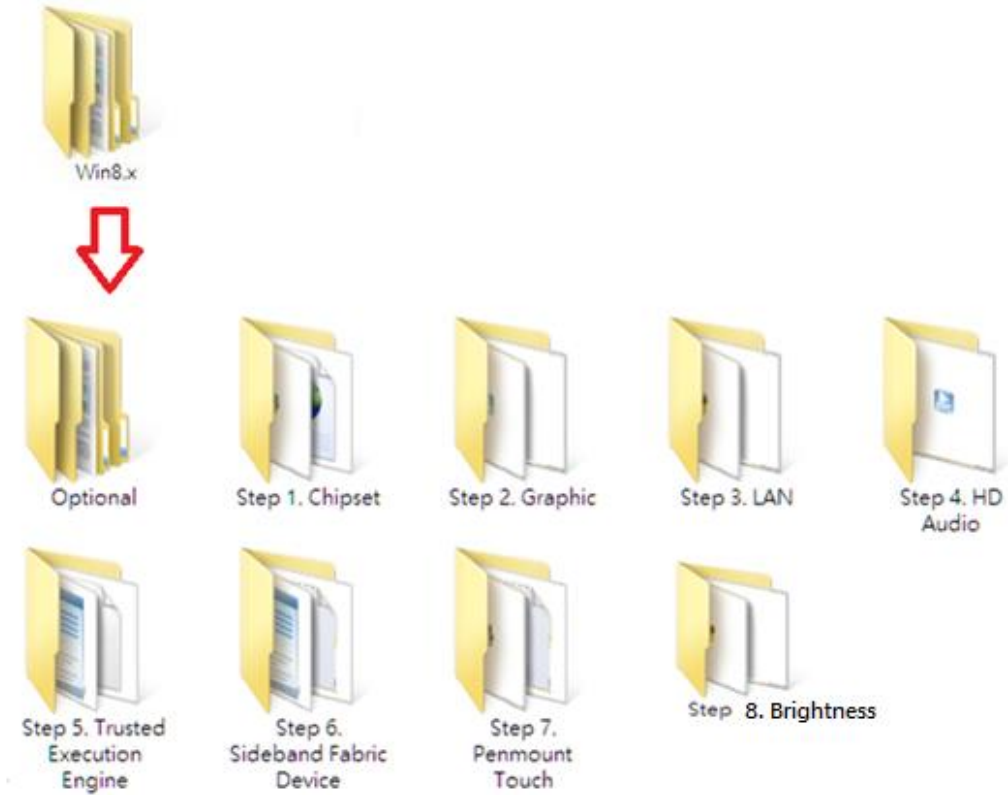 Win8.x
Optional
Step 1. Chipset
Step 2. Graphic
Step 3. LAN
Step 4. HD
Audio
Step 5. Trusted
Execution
Engine
Step 6.
Sideband Fabric
Device
Step 7.
Penmount
Touch
Step 8. Brightness